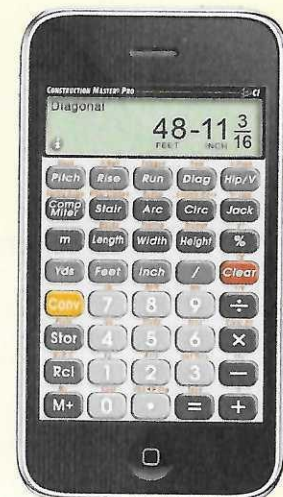 CONSTRUCTION MASTER® PRO CI
Diagonal
48-11 3/16
FEET INCH
Pitch Rise Run Diag Hip/V
Comp Miter Stair Arc Circ Jack
m Length Width Height %
Yds Feet Inch / Clear
Conv 7 8 9 ÷
Stor 4 5 6 ×
Rcl 1 2 3 −
M+ 0 • = +